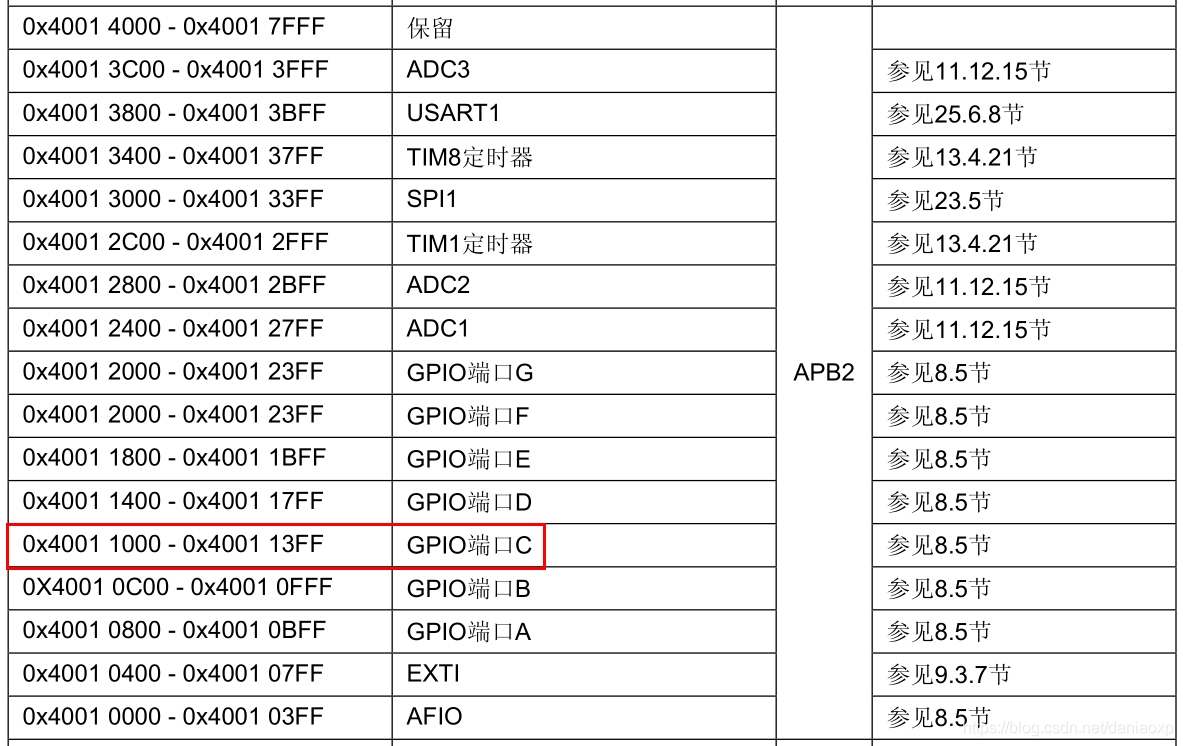 0x4001 4000 - 0x4001 7FFF 保留
0x4001 3C00 - 0x4001 3FFF ADC3 参见11.12.15节
0x4001 3800 - 0x4001 3BFF USART1 参见25.6.8节
0x4001 3400 - 0x4001 37FF TIM8定时器 参见13.4.21节
0x4001 3000 - 0x4001 33FF SPI1 参见23.5节
0x4001 2C00 - 0x4001 2FFF TIM1定时器 参见13.4.21节
0x4001 2800 - 0x4001 2BFF ADC2 参见11.12.15节
0x4001 2400 - 0x4001 27FF ADC1 参见11.12.15节
0x4001 2000 - 0x4001 23FF GPIO端口G APB2 参见8.5节
0x4001 2000 - 0x4001 23FF GPIO端口F 参见8.5节
0x4001 1800 - 0x4001 1BFF GPIO端口E 参见8.5节
0x4001 1400 - 0x4001 17FF GPIO端口D 参见8.5节
0x4001 1000 - 0x4001 13FF GPIO端口C 参见8.5节
0X4001 0C00 - 0x4001 0FFF GPIO端口B 参见8.5节
0x4001 0800 - 0x4001 0BFF GPIO端口A 参见8.5节
0x4001 0400 - 0x4001 07FF EXTI 参见9.3.7节
0x4001 0000 - 0x4001 03FF AFIO 参见8.5节
https://blog.csdn.net/daniaoxp